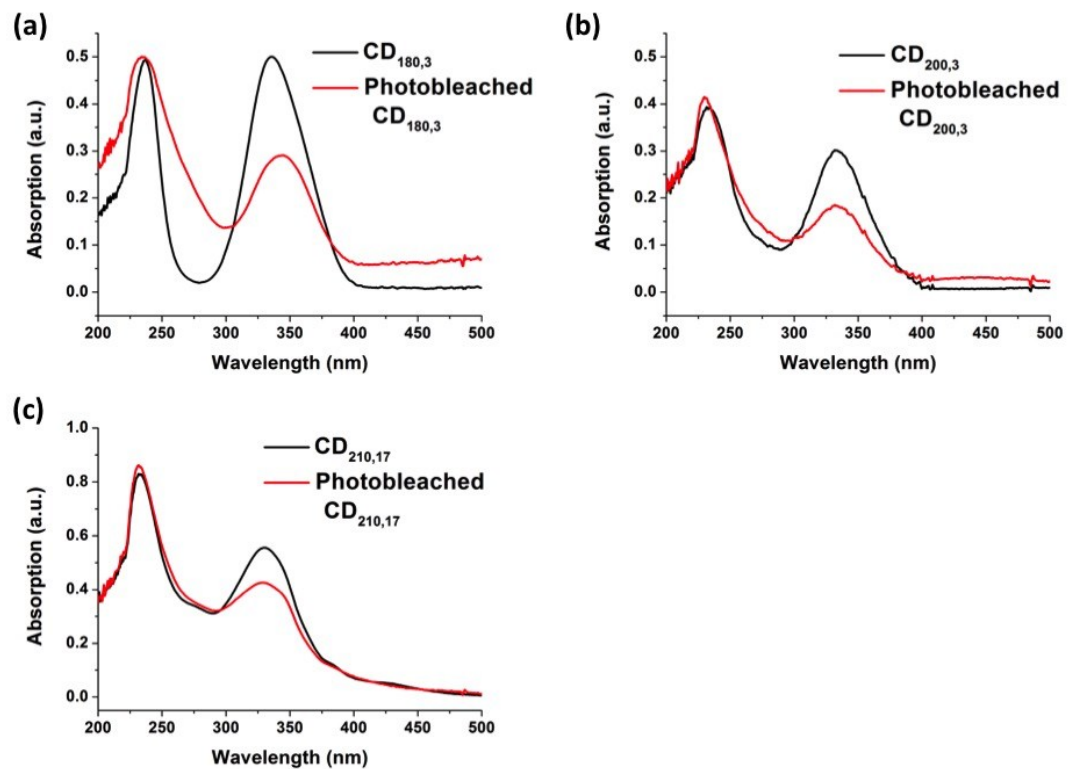 (a)
CD180,3
Photobleached
CD180,3
0.5
0.4
0.3
0.2
0.1
0.0
Absorption (a.u.)
200 250 300 350 400 450 500
Wavelength (nm)
(b)
CD200,3
Photobleached
CD200,3
0.5
0.4
0.3
0.2
0.1
0.0
Absorption (a.u.)
200 250 300 350 400 450 500
Wavelength (nm)
(c)
CD210,17
Photobleached
CD210,17
1.0
0.8
0.6
0.4
0.2
0.0
Absorption (a.u.)
200 250 300 350 400 450 500
Wavelength (nm)